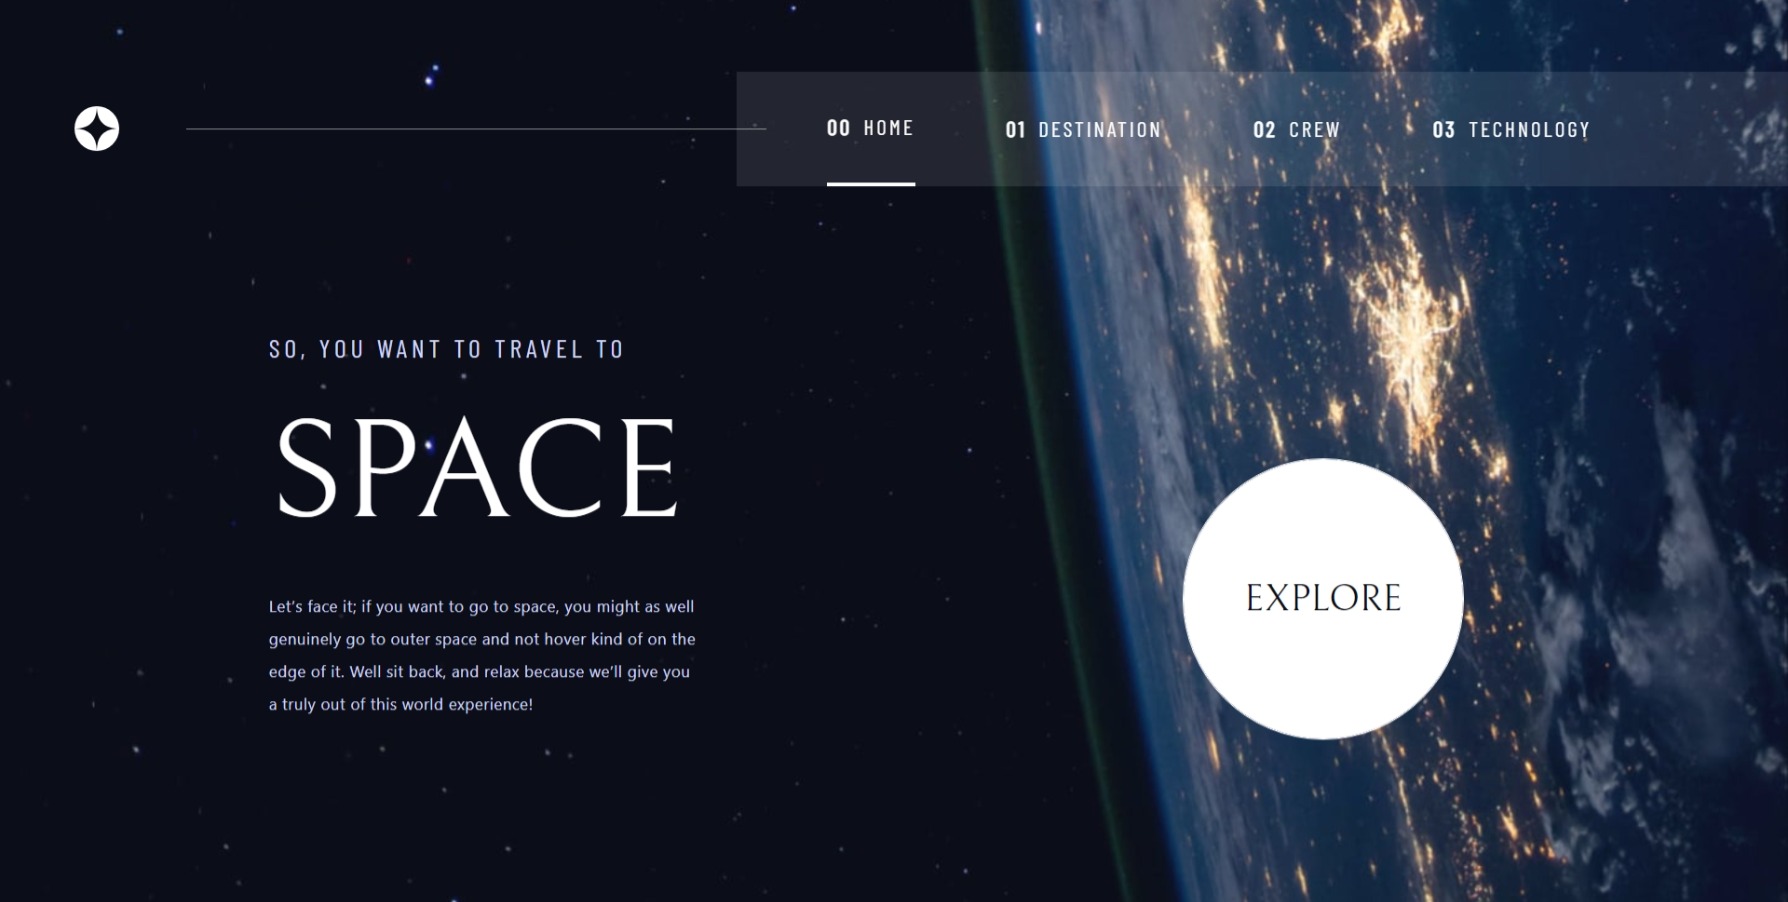 00 HOME 01 DESTINATION 02 CREW 03 TECHNOLOGY
SO, YOU WANT TO TRAVEL TO
SPACE
Let’s face it; if you want to go to space, you might as well
genuinely go to outer space and not hover kind of on the
edge of it. Well sit back, and relax because we’ll give you
a truly out of this world experience!
EXPLORE